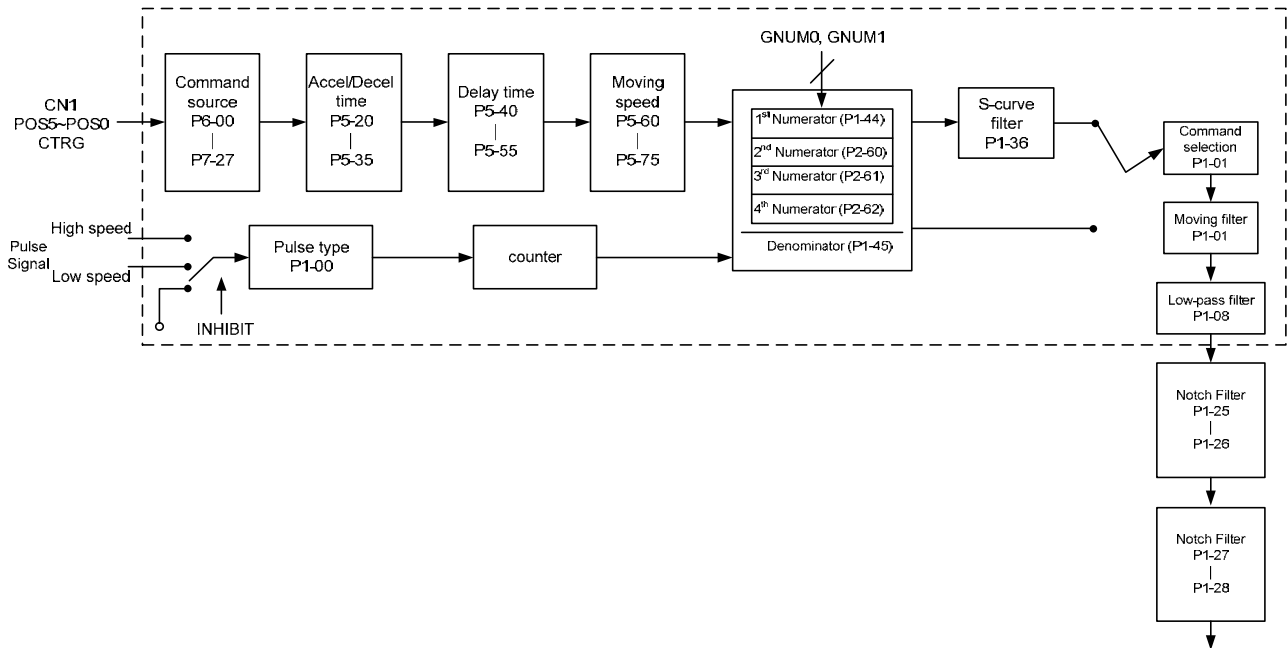 GNUM0, GNUM1
CN1
POS5~POS0
CTRG
Command
source
P6-00
P7-27
Accel/Decel
time
P5-20
P5-35
Delay time
P5-40
P5-55
Moving
speed
P5-60
P5-75
1st Numerator (P1-44)
2nd Numerator (P2-60)
3rd Numerator (P2-61)
4th Numerator (P2-62)
Denominator (P1-45)
S-curve
filter
P1-36
Command
selection
P1-01
Moving filter
P1-01
Low-pass filter
P1-08
Pulse
Signal
High speed
Low speed
INHIBIT
Pulse type
P1-00
counter
Notch Filter
P1-25
P1-26
Notch Filter
P1-27
P1-28